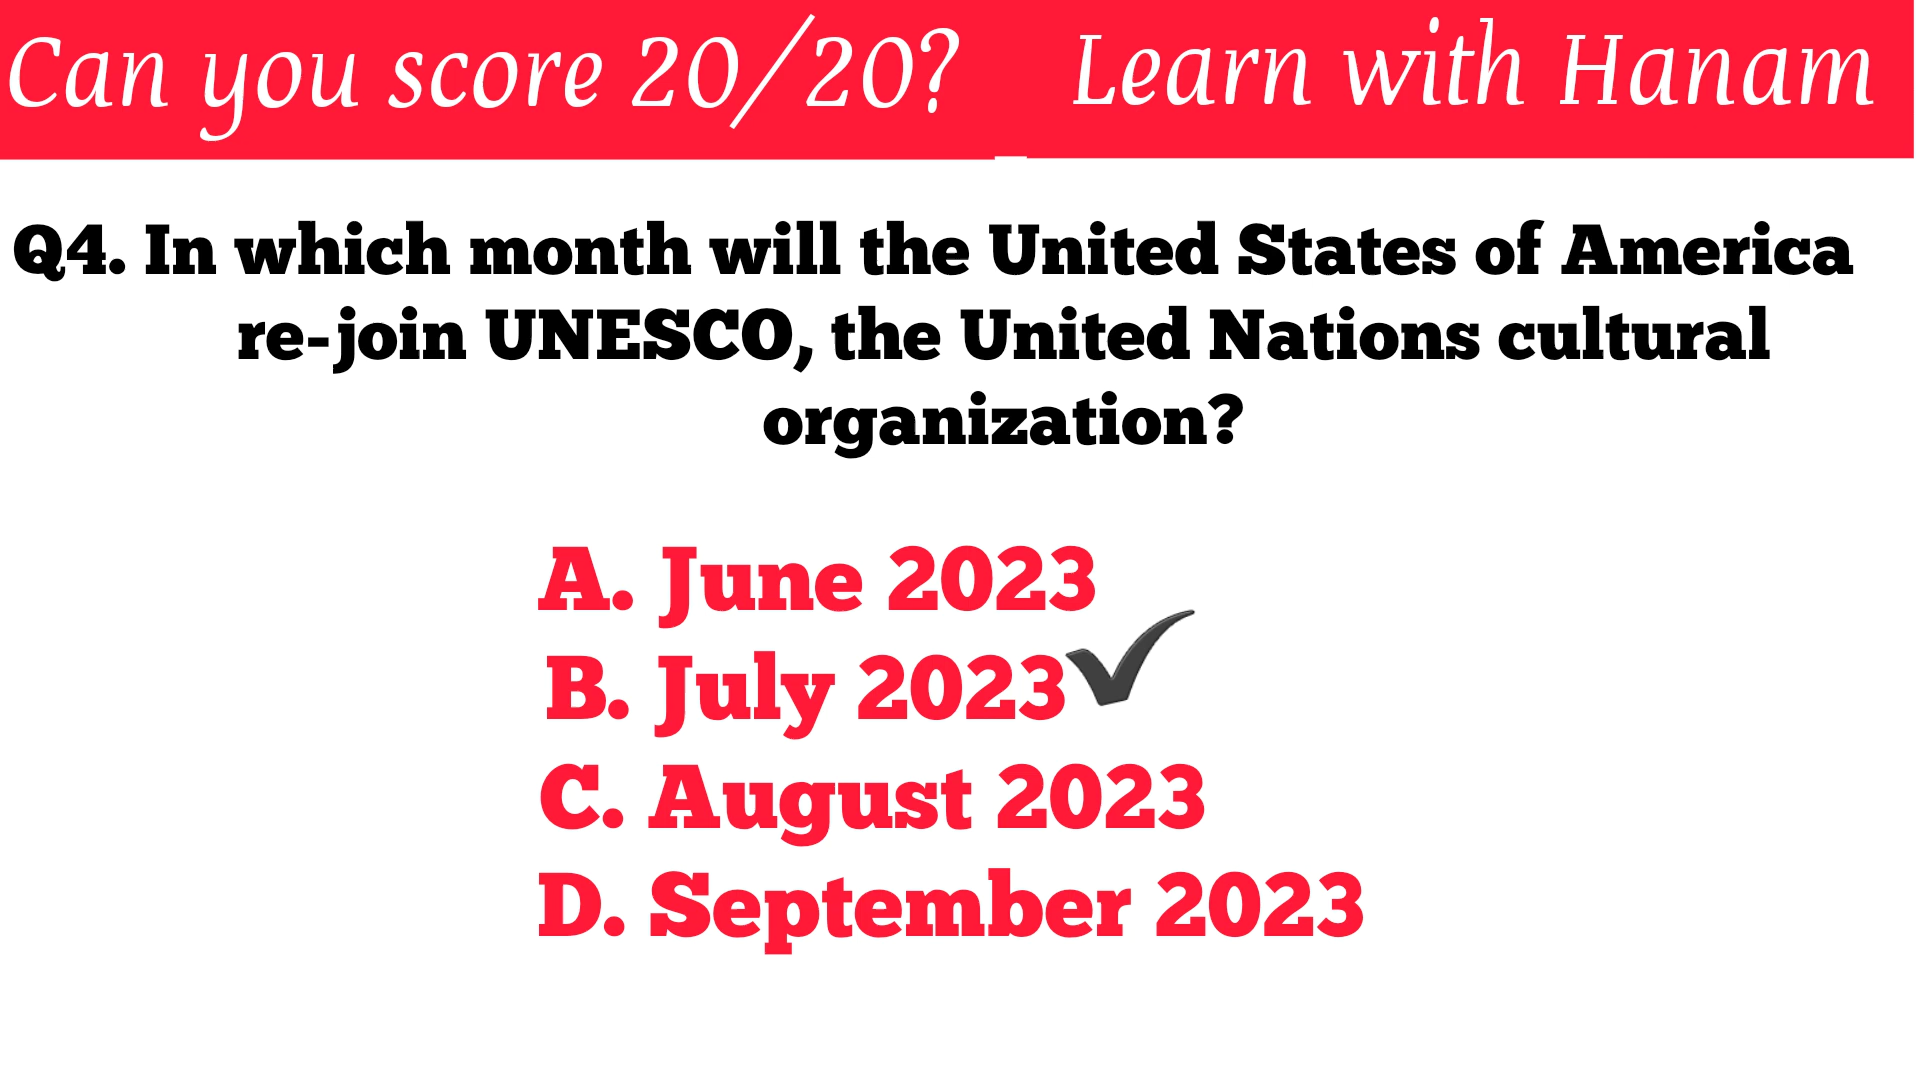 Can you score 20/20? Learn with Hanam
Q4. In which month will the United States of America
re-join UNESCO, the United Nations cultural
organization?
A. June 2023
B. July 2023✔
C. August 2023
D. September 2023